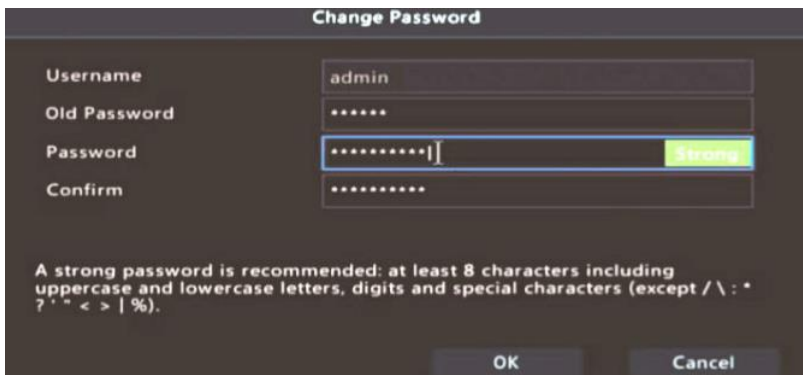 Change Password
Username admin
Old Password ••••••
Password •••••••••• Strong
Confirm ••••••••••
A strong password is recommended: at least 8 characters including
uppercase and lowercase letters, digits and special characters (except / \ : *
? ' " < > | %).
OK Cancel